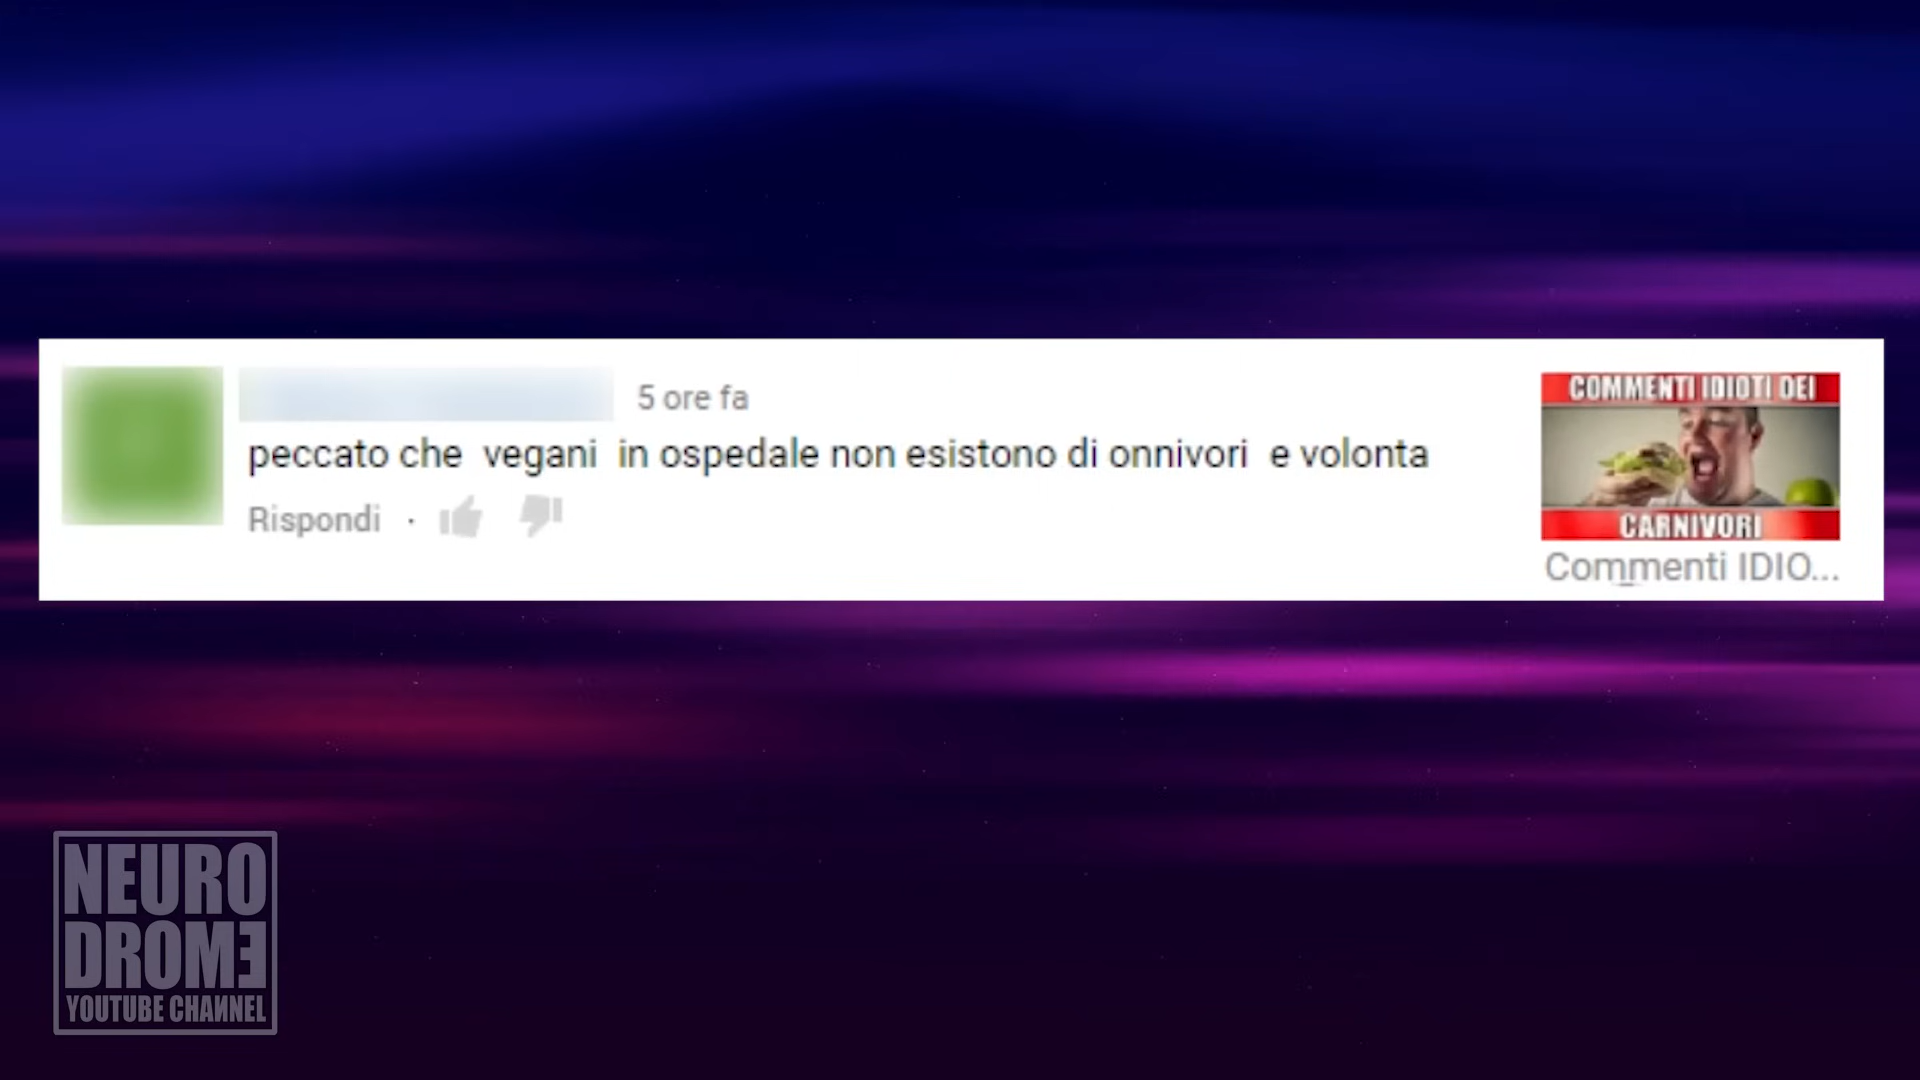 5 ore fa
peccato che vegani in ospedale non esistono di onnivori e volonta
Rispondi ·
COMMENTI IDIOTI DEI
CARNIVORI
Commenti IDIO...
NEURO
DROME
YOUTUBE CHANNEL